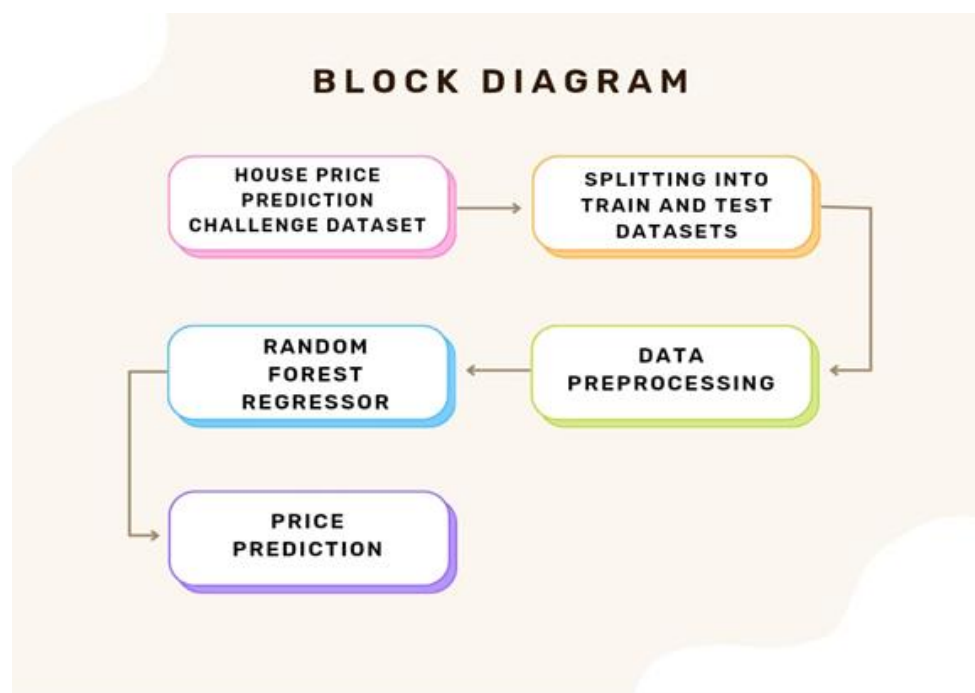 BLOCK DIAGRAM
HOUSE PRICE
PREDICTION
CHALLENGE DATASET
SPLITTING INTO
TRAIN AND TEST
DATASETS
DATA
PREPROCESSING
RANDOM
FOREST
REGRESSOR
PRICE
PREDICTION